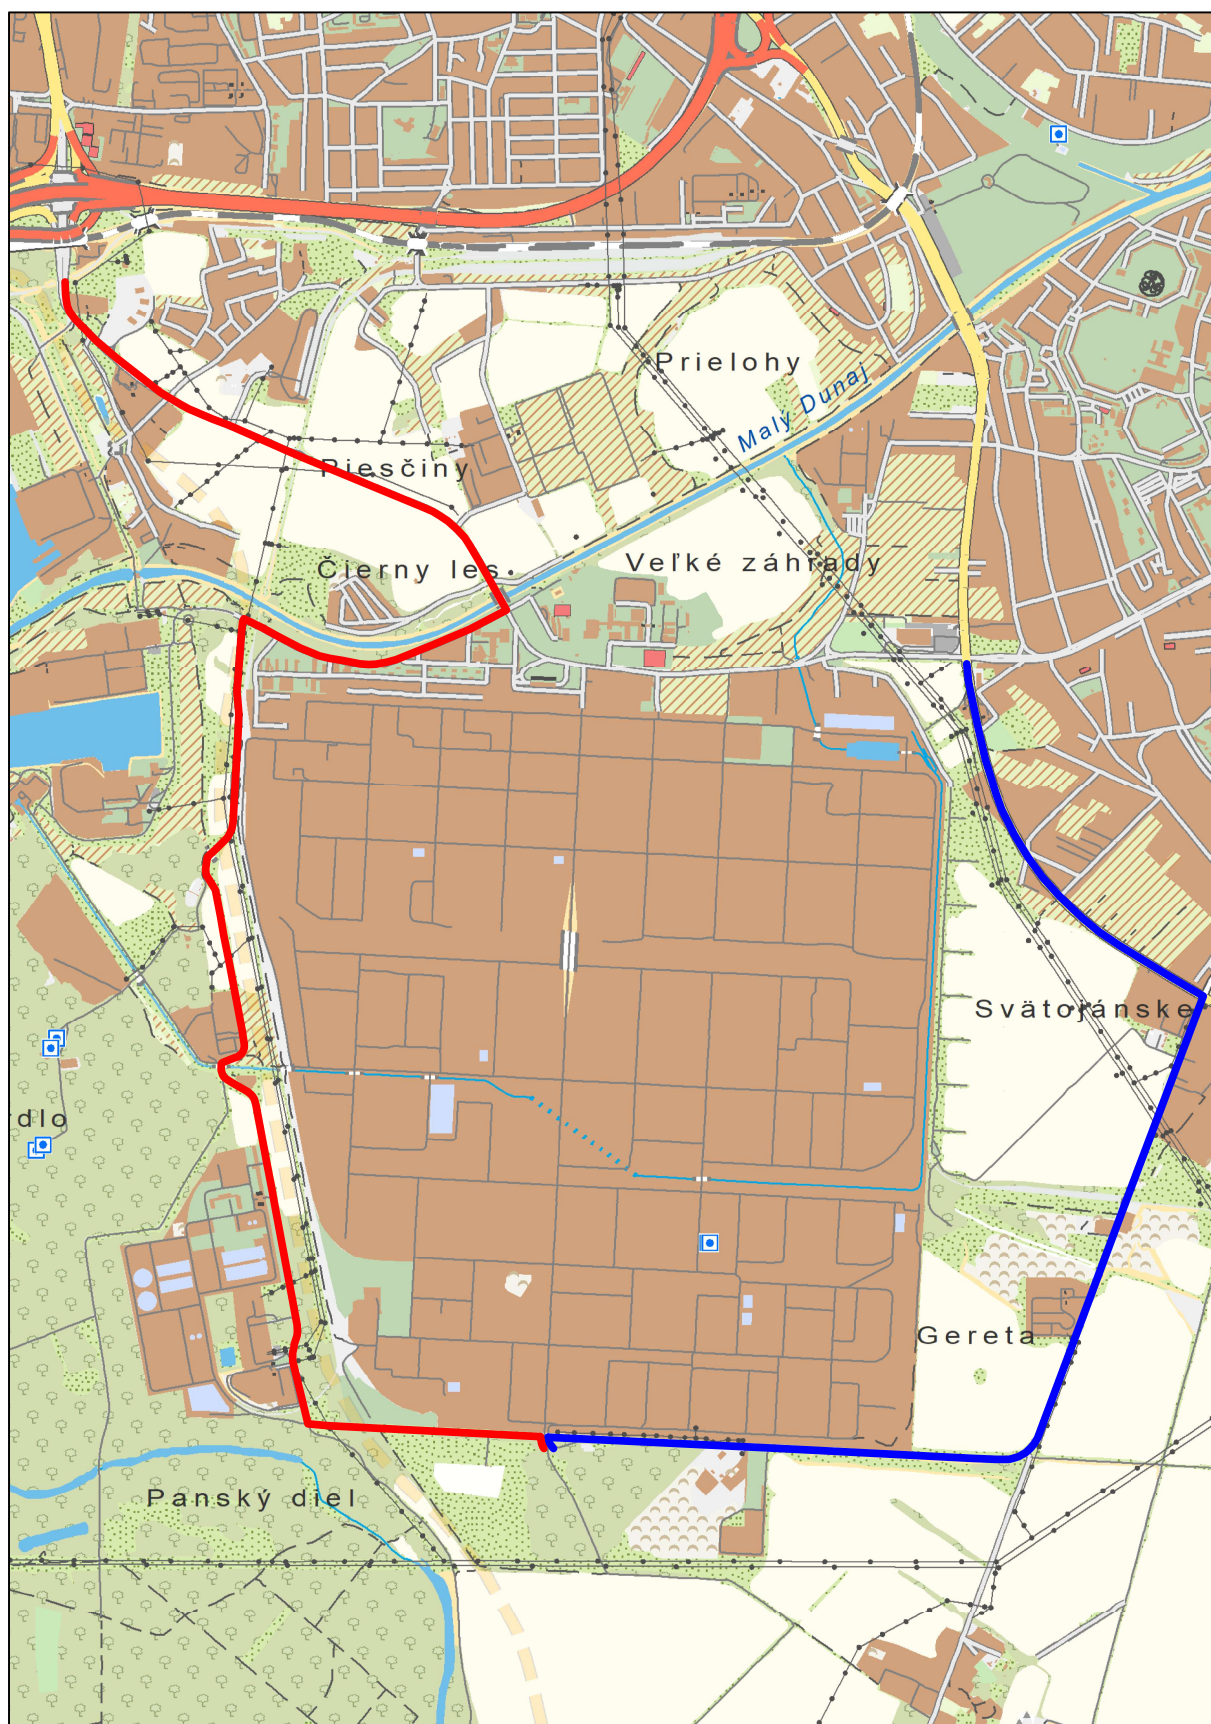 Prielohy
Malý Dunaj
Piesčiny
Čierny les
Veľké záhrady
Svätojánske
dlo
Gereta
Panský diel